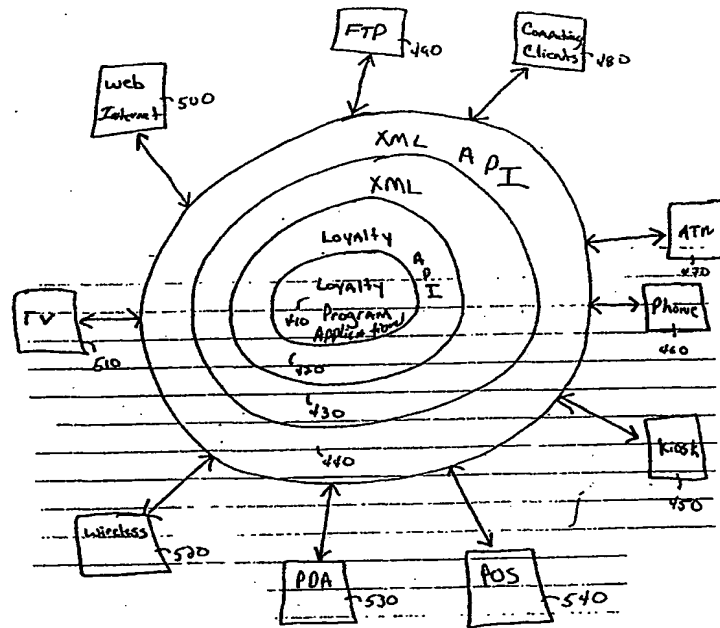 FTP
490
Computing
Clients
480
Web
Internet
500
XML
API
XML
Loyalty
API
Loyalty
Program
Application
410
420
430
440
ATM
470
Phone
460
Kiosk
450
TV
510
Wireless
520
PDA
530
POS
540